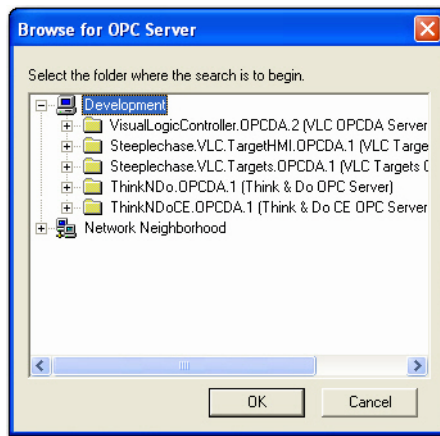 Browse for OPC Server
Select the folder where the search is to begin.
Development
VisualLogicController.OPCDA.2 (VLC OPCDA Server
Steeplechase.VLC.TargetHMI.OPCDA.1 (VLC Targe
Steeplechase.VLC.Targets.OPCDA.1 (VLC Targets O
ThinkNDo.OPCDA.1 (Think & Do OPC Server)
ThinkNDoCE.OPCDA.1 (Think & Do CE OPC Server
Network Neighborhood
OK Cancel